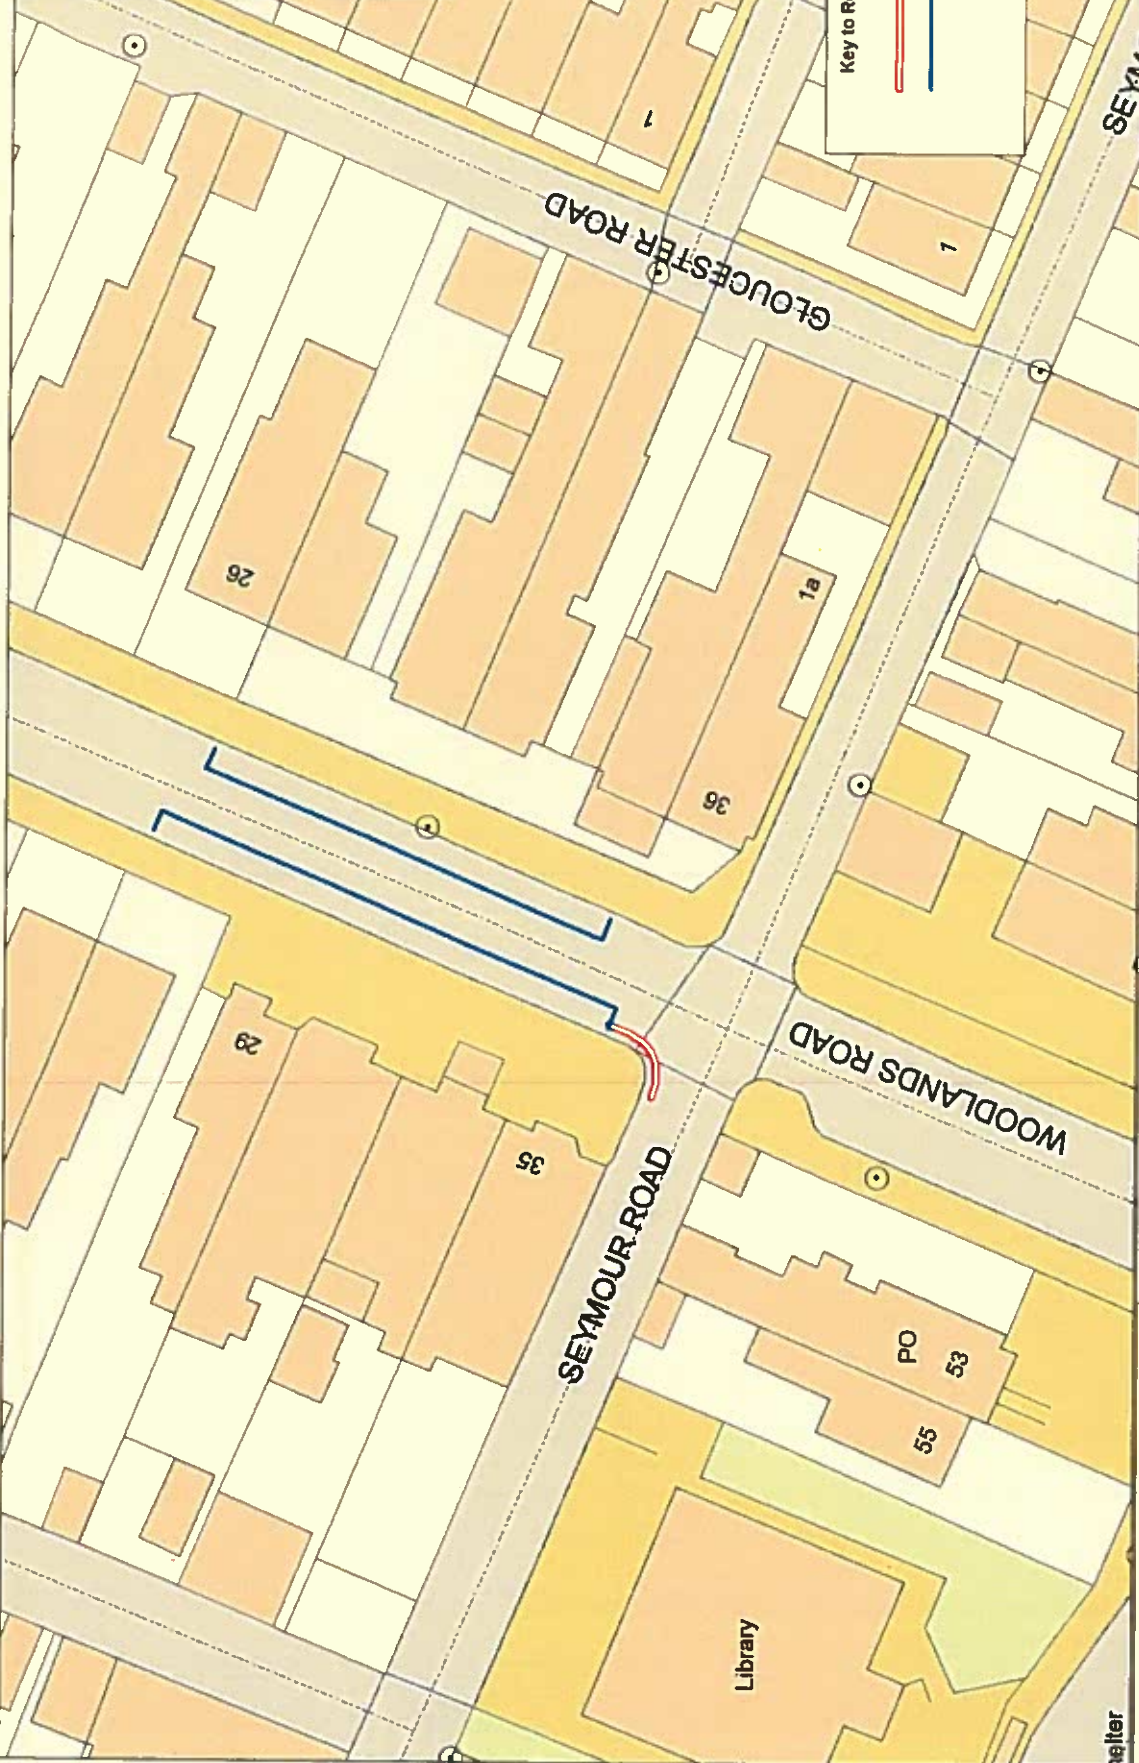 Key to R
SEYM
1
GLOUCESTER ROAD
1
26
1a
36
29
35
WOODLANDS ROAD
SEYMOUR ROAD
PO
53
55
Library
elter